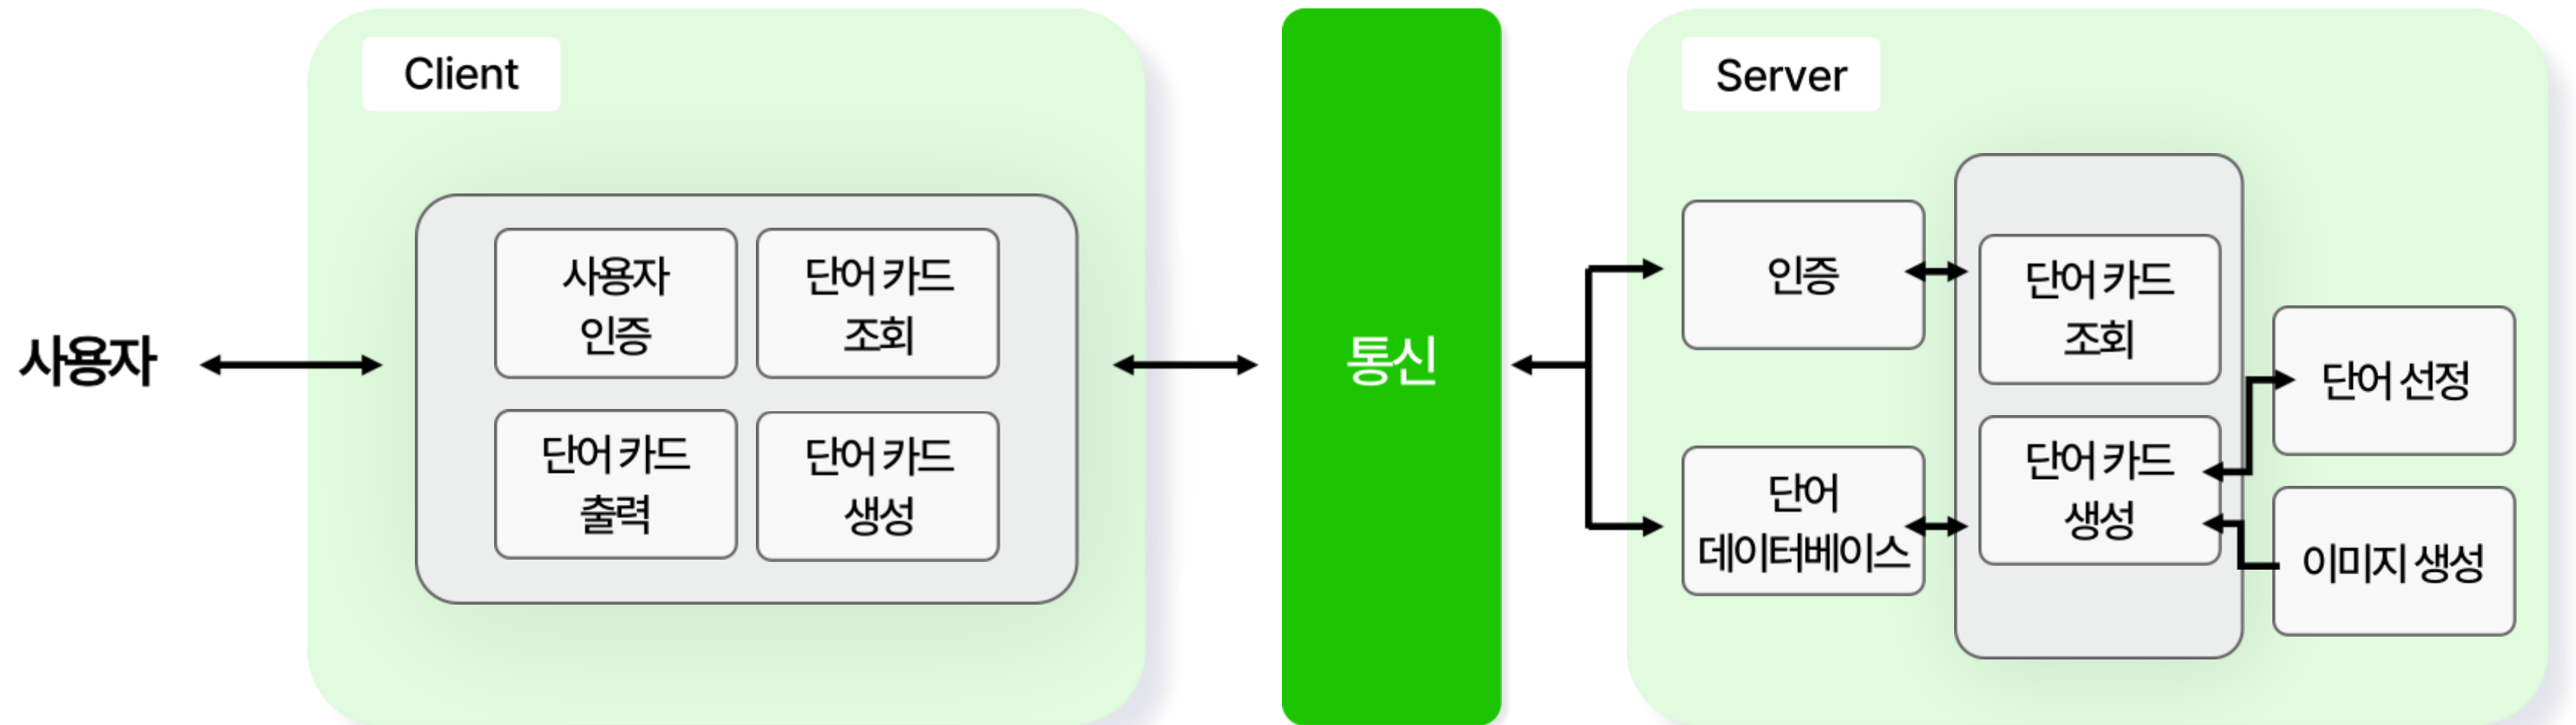 Client
사용자
인증
단어 카드
조회
단어 카드
출력
단어 카드
생성
사용자
통신
Server
인증
단어
데이터베이스
단어 카드
조회
단어 카드
생성
단어 선정
이미지 생성